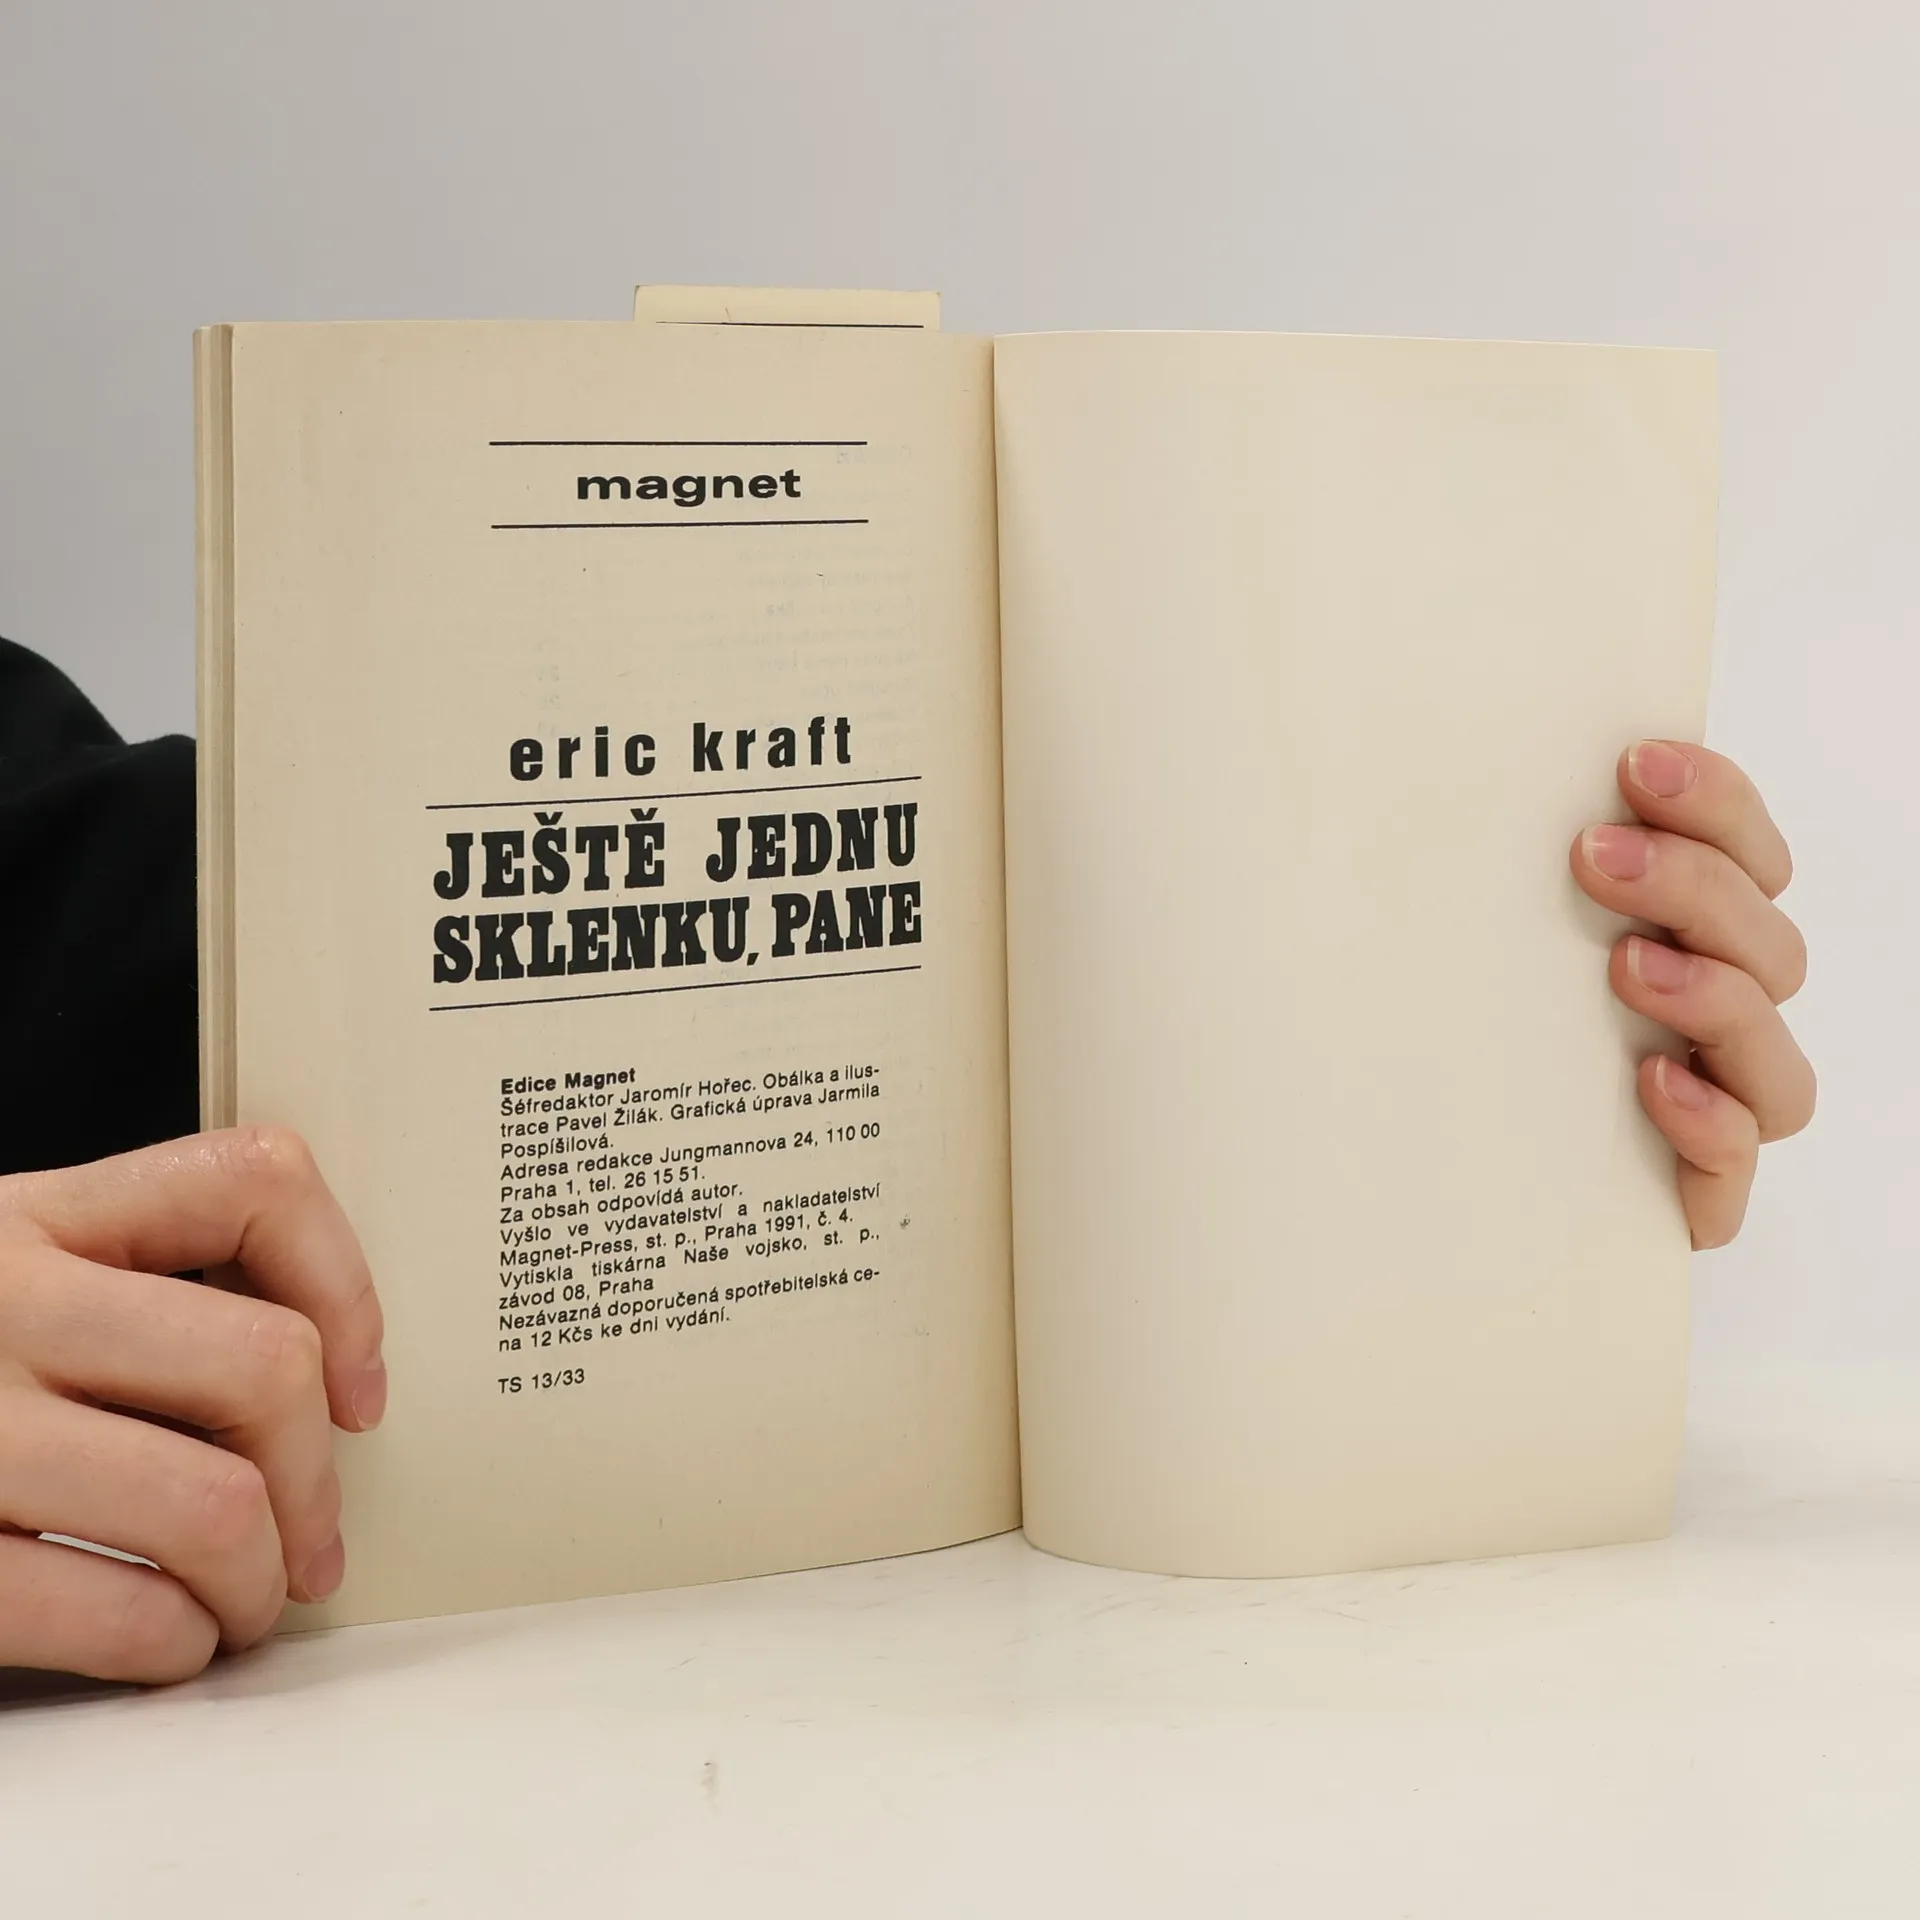 magnet
eric kraft
JEŠTĚ JEDNU
SKLENKU, PANE
Edice Magnet
Šéfredaktor Jaromír Hořec. Obálka a ilus-
trace Pavel Žilák. Grafická úprava Jarmila
Pospíšilová.
Adresa redakce Jungmannova 24, 110 00
Praha 1, tel. 26 15 51.
Za obsah odpovídá autor.
Vyšlo ve vydavatelství a nakladatelství
Magnet-Press, st. p., Praha 1991, č. 4.
Vytiskla tiskárna Naše vojsko, st. p.,
závod 08, Praha
Nezávazná doporučená spotřebitelská ce-
na 12 Kčs ke dni vydání.
TS 13/33